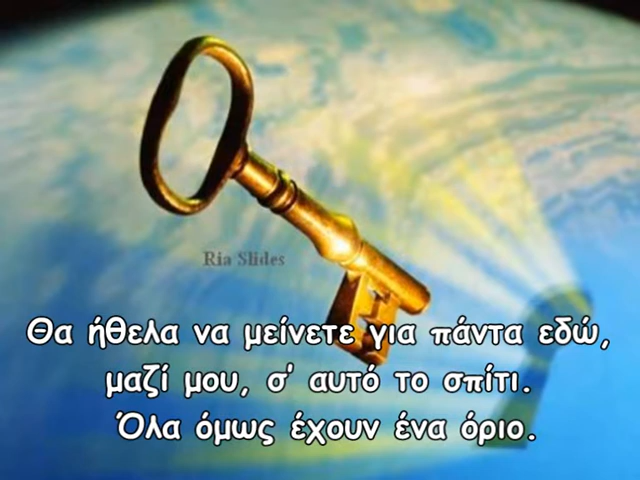 Ria Slides
Θα ήθελα να μείνετε για πάντα εδώ,
μαζί μου, σ' αυτό το σπίτι.
Όλα όμως έχουν ένα όριο.